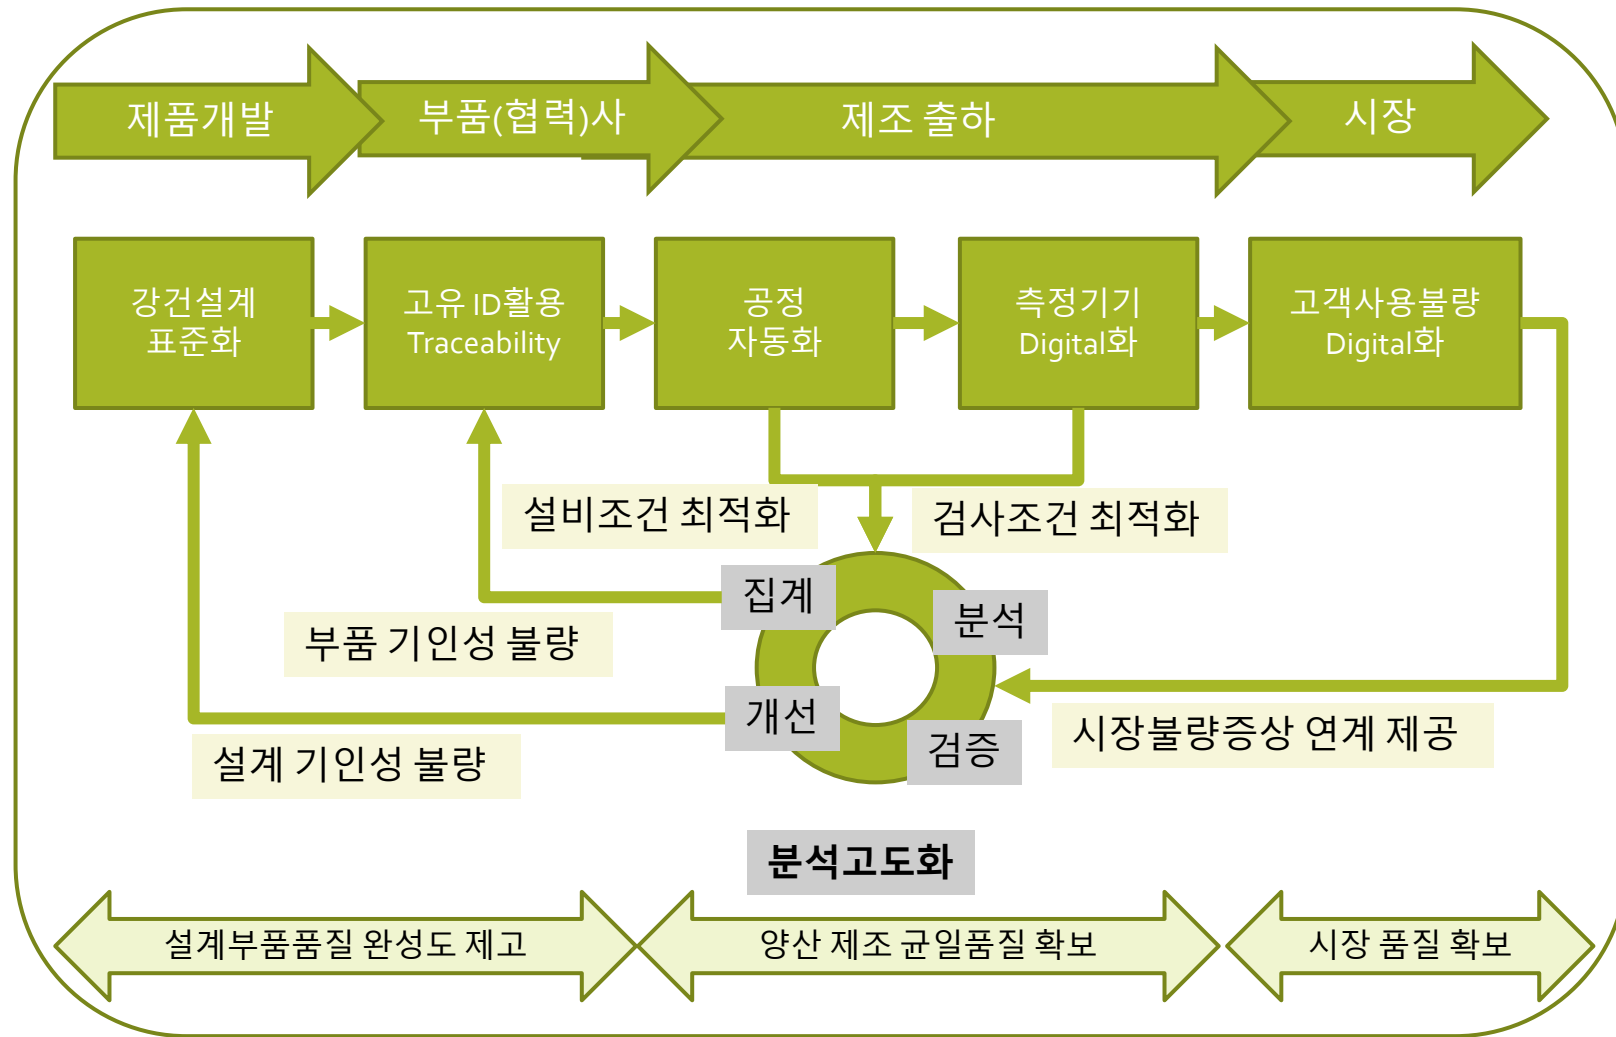 제품개발
부품(협력)사
제조 출하
시장
강건설계
표준화
고유 ID활용
Traceability
공정
자동화
측정기기
Digital화
고객사용불량
Digital화
설비조건 최적화
검사조건 최적화
집계
분석
부품 기인성 불량
개선
검증
시장불량증상 연계 제공
설계 기인성 불량
분석고도화
설계부품품질 완성도 제고
양산 제조 균일품질 확보
시장 품질 확보